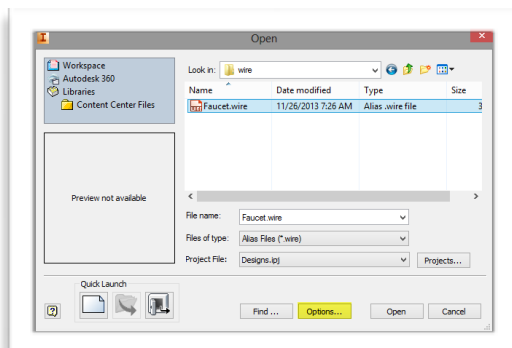 Open
Workspace
Autodesk 360
Libraries
Content Center Files
Look in: wire
Name Date modified Type Size
Faucet.wire 11/26/2013 7:26 AM Alias .wire file 3
Preview not available
File name: Faucet.wire
Files of type: Alias Files (*.wire)
Project File: Designs.ipj Projects...
Quick Launch
Find ... Options... Open Cancel